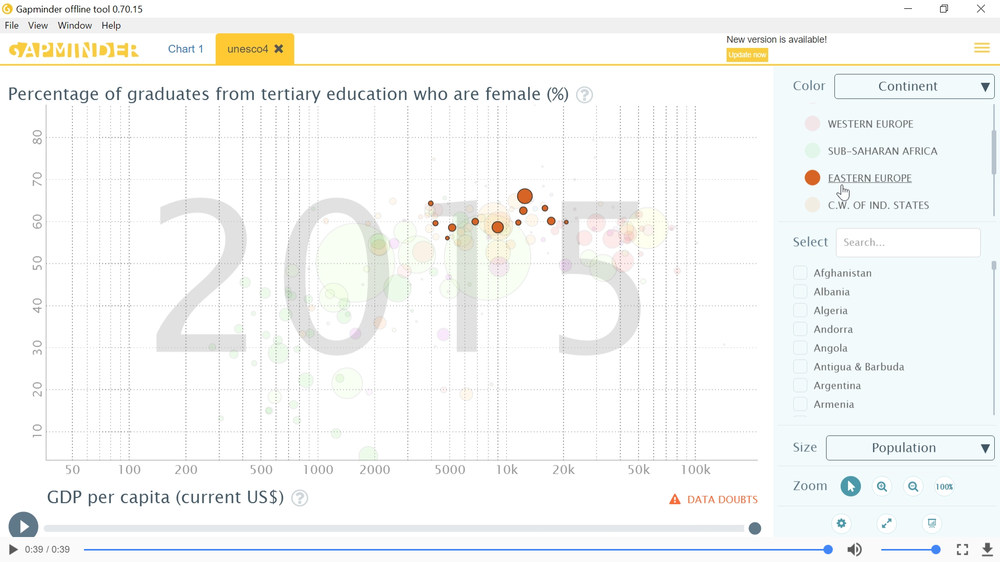 Gapminder offline tool 0.70.15
File View Window Help
GAPMINDER
Chart 1
unesco4
New version is available!
Update now
Percentage of graduates from tertiary education who are female (%) ?
Color
Continent
WESTERN EUROPE
SUB-SAHARAN AFRICA
EASTERN EUROPE
C.W. OF IND. STATES
2015
80
70
60
50
40
30
20
10
50 100 200 500 1000 2000 5000 10k 20k 50k 100k
GDP per capita (current US$) ?
DATA DOUBTS
Select
Search...
Afghanistan
Albania
Algeria
Andorra
Angola
Antigua & Barbuda
Argentina
Armenia
Size
Population
Zoom
100%
0:39 / 0:39